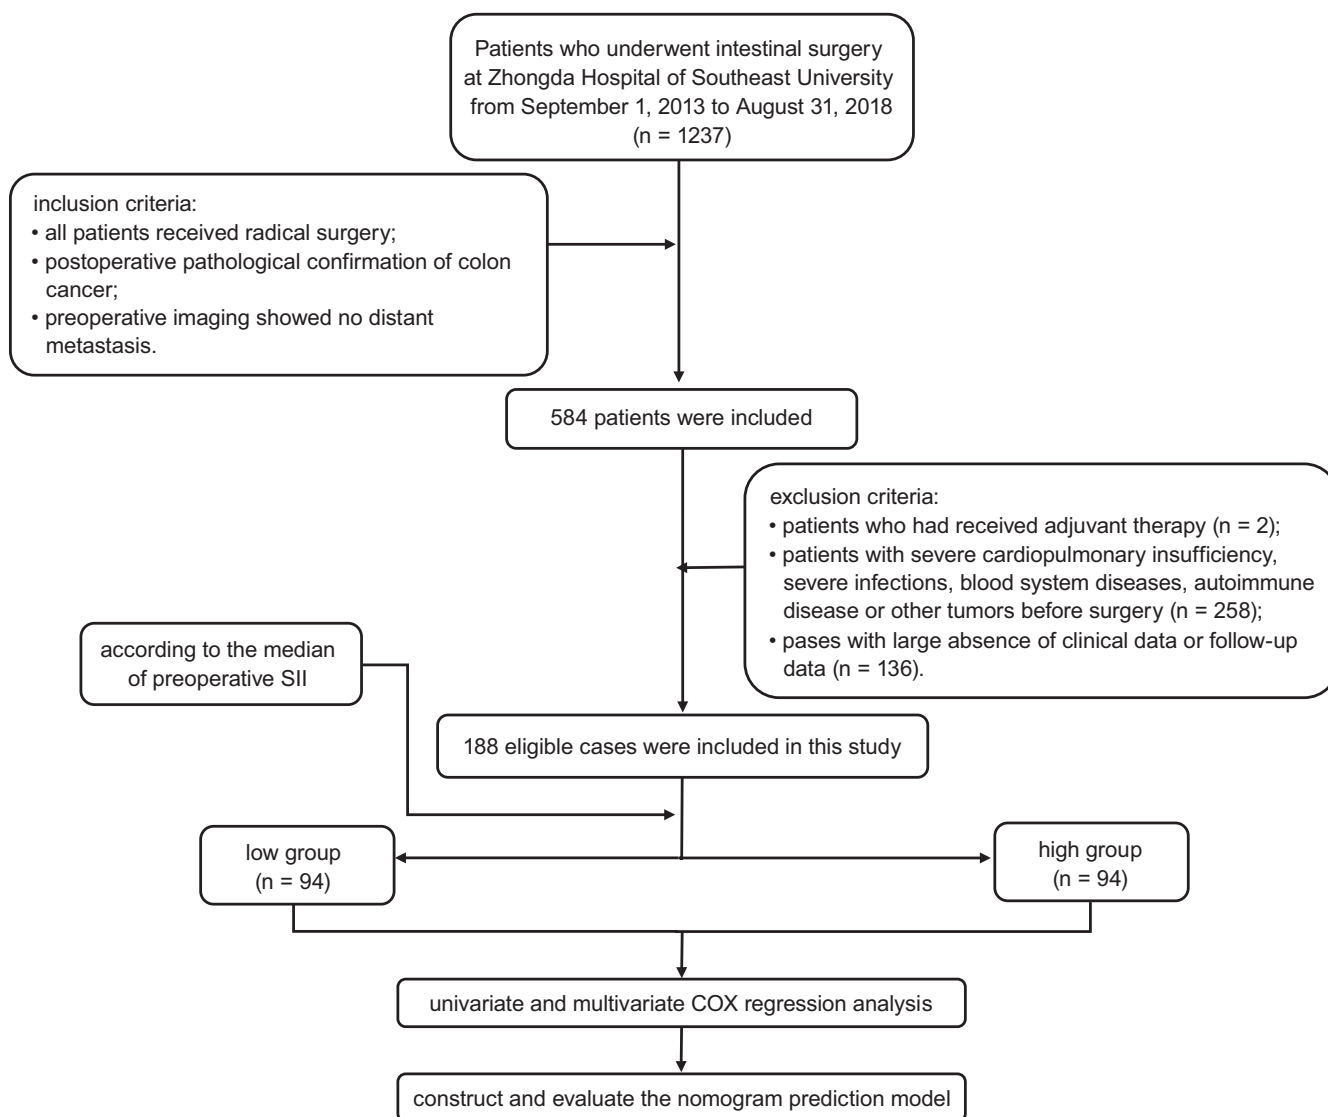 Patients who underwent intestinal surgery
at Zhongda Hospital of Southeast University
from September 1, 2013 to August 31, 2018
(n = 1237)
inclusion criteria:
• all patients received radical surgery;
• postoperative pathological confirmation of colon
cancer;
• preoperative imaging showed no distant
metastasis.
584 patients were included
exclusion criteria:
• patients who had received adjuvant therapy (n = 2);
• patients with severe cardiopulmonary insufficiency,
severe infections, blood system diseases, autoimmune
disease or other tumors before surgery (n = 258);
• pases with large absence of clinical data or follow-up
data (n = 136).
according to the median
of preoperative SII
188 eligible cases were included in this study
low group
(n = 94)
high group
(n = 94)
univariate and multivariate COX regression analysis
construct and evaluate the nomogram prediction model